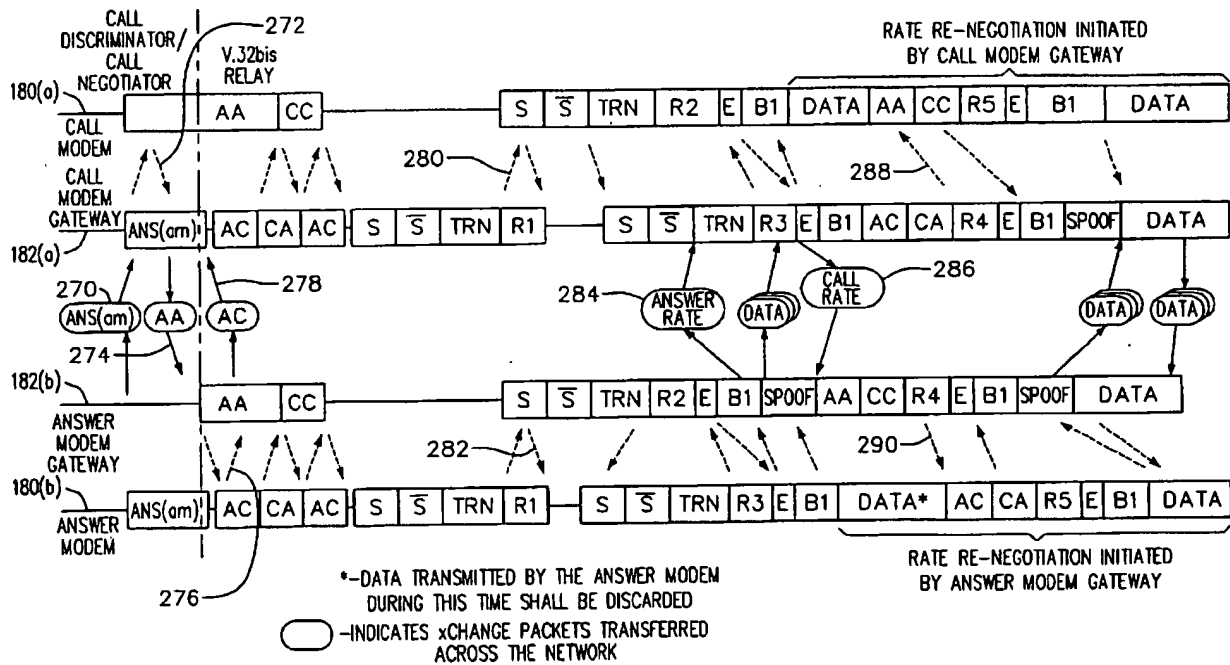 CALL
DISCRIMINATOR/
CALL
NEGOTIATOR
272
V.32bis
RELAY
RATE RE-NEGOTIATION INITIATED
BY CALL MODEM GATEWAY
180(a)
CALL
MODEM
AA CC S S̅ TRN R2 E B1 DATA AA CC R5 E B1 DATA
280
288
CALL
MODEM
GATEWAY
182(a)
ANS(am) AC CA AC S S̅ TRN R1 S S̅ TRN R3 E B1 AC CA R4 E B1 SPOOF DATA
270
278
284
286
ANS(am) AA AC ANSWER RATE DATA CALL RATE DATA DATA
274
182(b)
ANSWER
MODEM
GATEWAY
AA CC S S̅ TRN R2 E B1 SPOOF AA CC R4 E B1 SPOOF DATA
282
290
180(b)
ANSWER
MODEM
ANS(am) AC CA AC S S̅ TRN R1 S S̅ TRN R3 E B1 DATA* AC CA R5 E B1 DATA
276
*-DATA TRANSMITTED BY THE ANSWER MODEM
DURING THIS TIME SHALL BE DISCARDED
RATE RE-NEGOTIATION INITIATED
BY ANSWER MODEM GATEWAY
-INDICATES xCHANGE PACKETS TRANSFERRED
ACROSS THE NETWORK